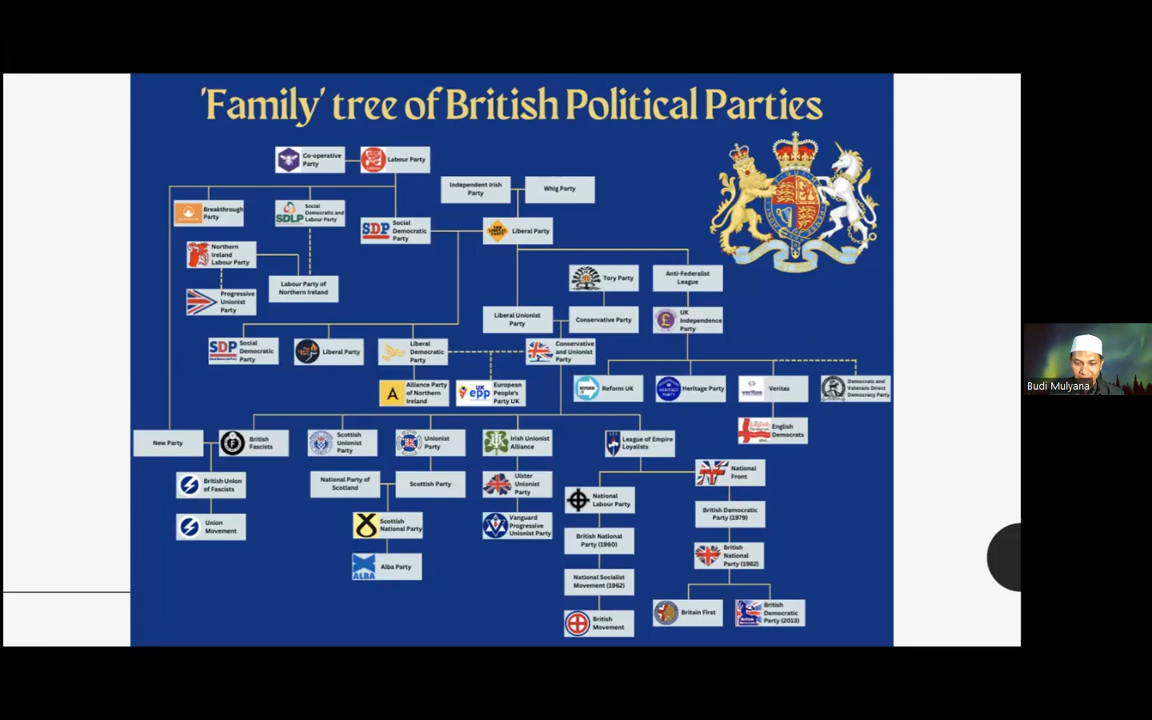 'Family' tree of British Political Parties
Co-operative
Party
Labour Party
Independent Irish
Party
Whig Party
Breakthrough
Party
SDLP
Social
Democratic and
Labour Party
SDP
Social
Democratic
Party
Liberal Party
Northern
Ireland
Labour Party
Labour Party of
Northern Ireland
Tory Party
Anti-Federalist
League
Progressive
Unionist
Party
Liberal Unionist
Party
Conservative Party
£
UK
Independence
Party
SDP
Social
Democratic
Party
Liberal Party
Liberal
Democratic
Party
Conservative
and Unionist
Party
A
Alliance Party
of Northern
Ireland
UK
epp
European
People's
Party UK
Reform UK
Heritage Party
veritas
Veritas
Democrats and
Veterans Direct
Democracy Party
Budi Mulyana
English
Democrats
New Party
British
Fascists
Scottish
Unionist
Party
Unionist
Party
Irish Unionist
Alliance
League of Empire
Loyalists
British Union
of Fascists
National Party of
Scotland
Scottish Party
Ulster
Unionist
Party
National
Front
National
Labour Party
Union
Movement
Scottish
National Party
Vanguard
Progressive
Unionist Party
British Democratic
Party (1979)
British National
Party (1960)
ALBA
Alba Party
British
National
Party (1982)
National Socialist
Movement (1962)
British
Movement
Britain First
British
Democratic
Party (2013)